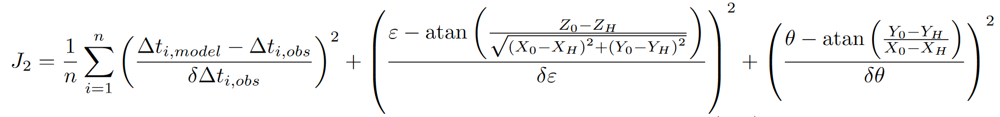 J_2 = \frac{1}{n} \sum_{i=1}^{n} \left( \frac{\Delta t_{i,model} - \Delta t_{i,obs}}{\delta \Delta t_{i,obs}} \right)^2 + \left( \frac{\varepsilon - \mathrm{atan} \left( \frac{Z_0 - Z_H}{\sqrt{(X_0 - X_H)^2 + (Y_0 - Y_H)^2}} \right)}{\delta \varepsilon} \right)^2 + \left( \frac{\theta - \mathrm{atan} \left( \frac{Y_0 - Y_H}{X_0 - X_H} \right)}{\delta \theta} \right)^2